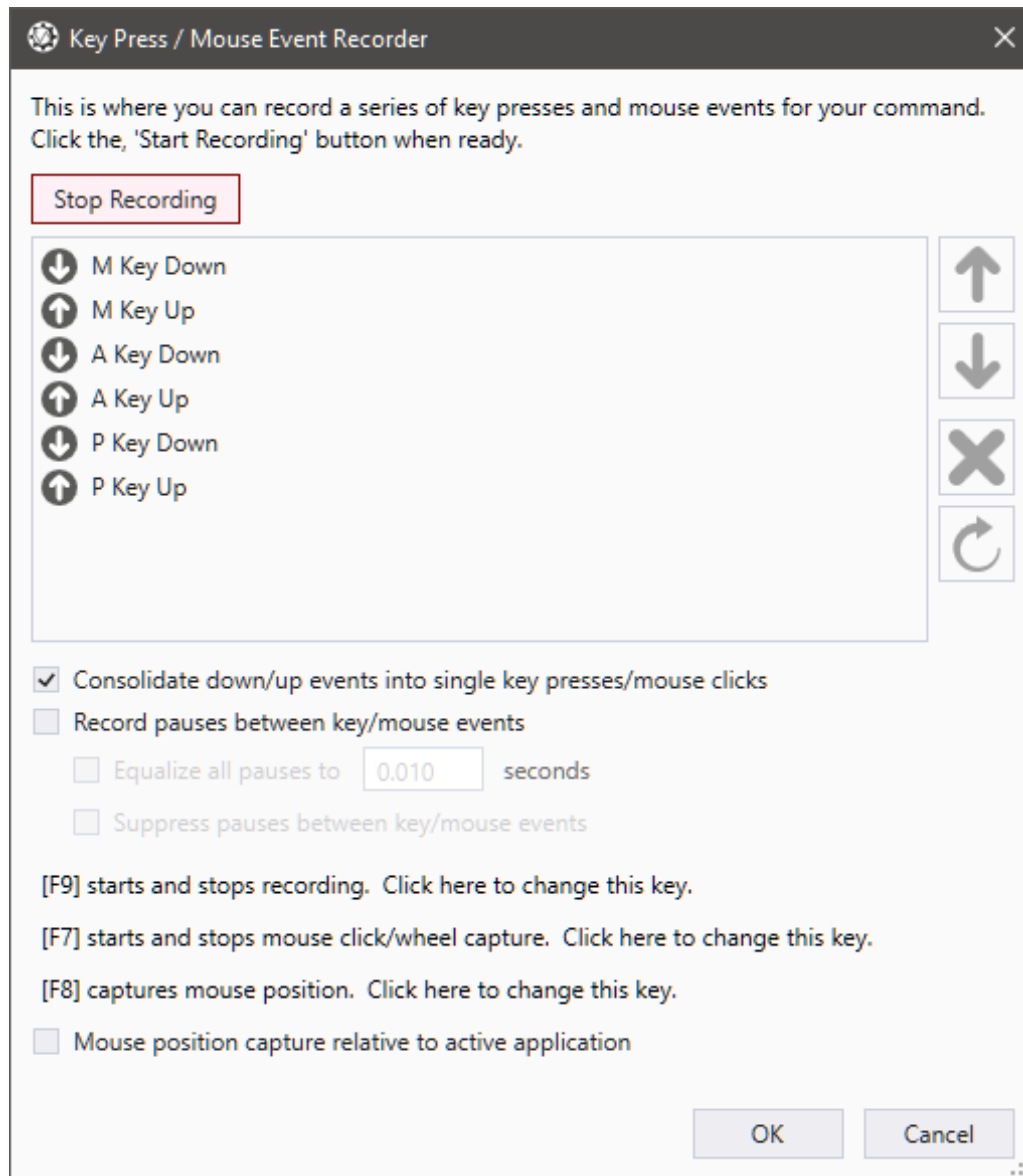 Key Press / Mouse Event Recorder
This is where you can record a series of key presses and mouse events for your command.
Click the, 'Start Recording' button when ready.
Stop Recording
M Key Down
M Key Up
A Key Down
A Key Up
P Key Down
P Key Up
Consolidate down/up events into single key presses/mouse clicks
Record pauses between key/mouse events
Equalize all pauses to 0.010 seconds
Suppress pauses between key/mouse events
[F9] starts and stops recording.  Click here to change this key.
[F7] starts and stops mouse click/wheel capture.  Click here to change this key.
[F8] captures mouse position.  Click here to change this key.
Mouse position capture relative to active application
OK Cancel